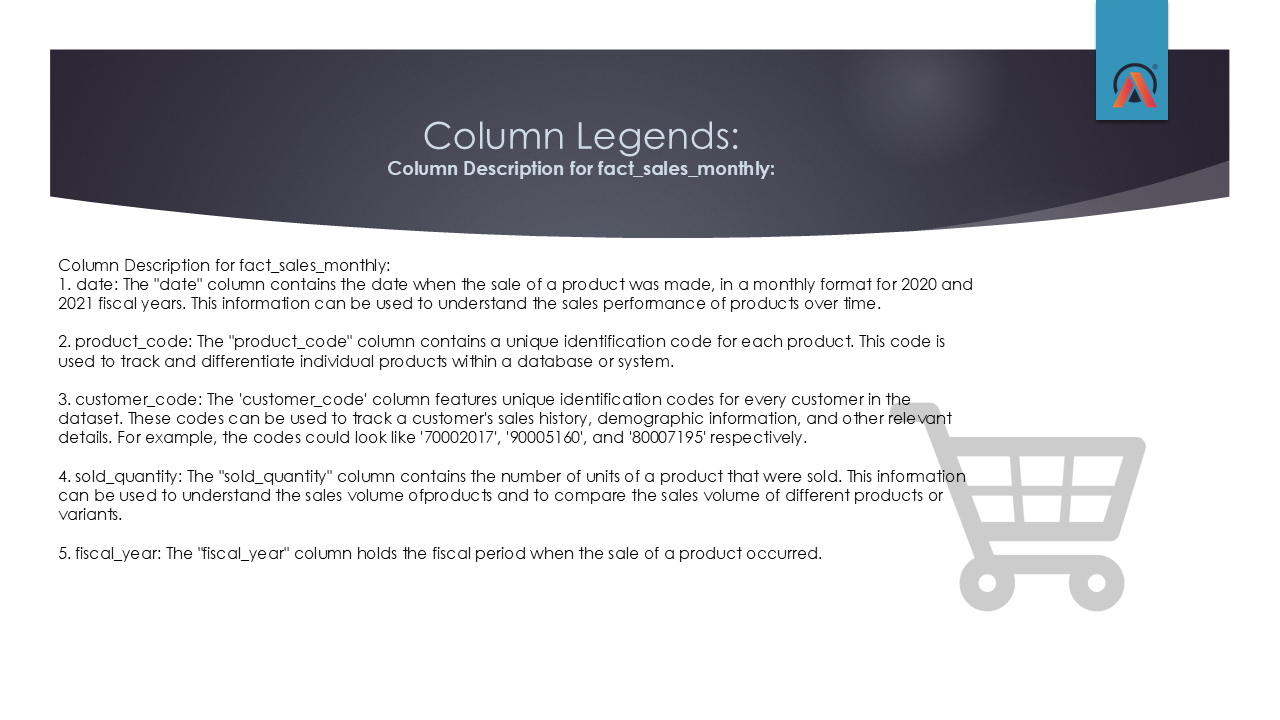 Column Legends:
Column Description for fact_sales_monthly:
Column Description for fact_sales_monthly:
1. date: The "date" column contains the date when the sale of a product was made, in a monthly format for 2020 and
2021 fiscal years. This information can be used to understand the sales performance of products over time.
2. product_code: The "product_code" column contains a unique identification code for each product. This code is
used to track and differentiate individual products within a database or system.
3. customer_code: The 'customer_code' column features unique identification codes for every customer in the
dataset. These codes can be used to track a customer's sales history, demographic information, and other relevant
details. For example, the codes could look like '70002017', '90005160', and '80007195' respectively.
4. sold_quantity: The "sold_quantity" column contains the number of units of a product that were sold. This information
can be used to understand the sales volume ofproducts and to compare the sales volume of different products or
variants.
5. fiscal_year: The "fiscal_year" column holds the fiscal period when the sale of a product occurred.